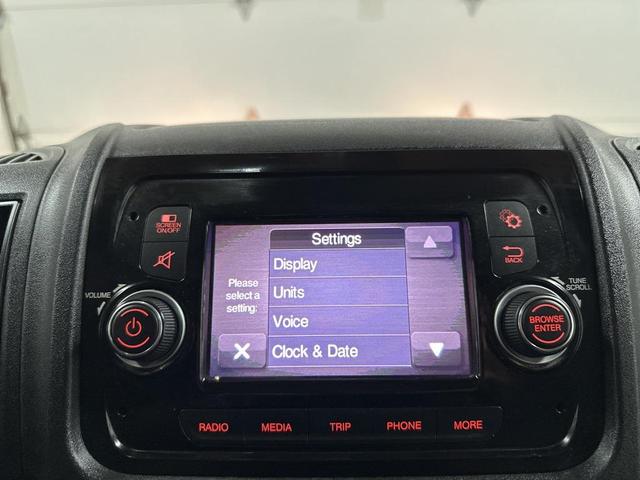 SCREEN
ON/OFF
VOLUME
Settings
Please
select a
setting:
Display
Units
Voice
Clock & Date
BACK
TUNE
SCROLL
BROWSE
ENTER
RADIO
MEDIA
TRIP
PHONE
MORE